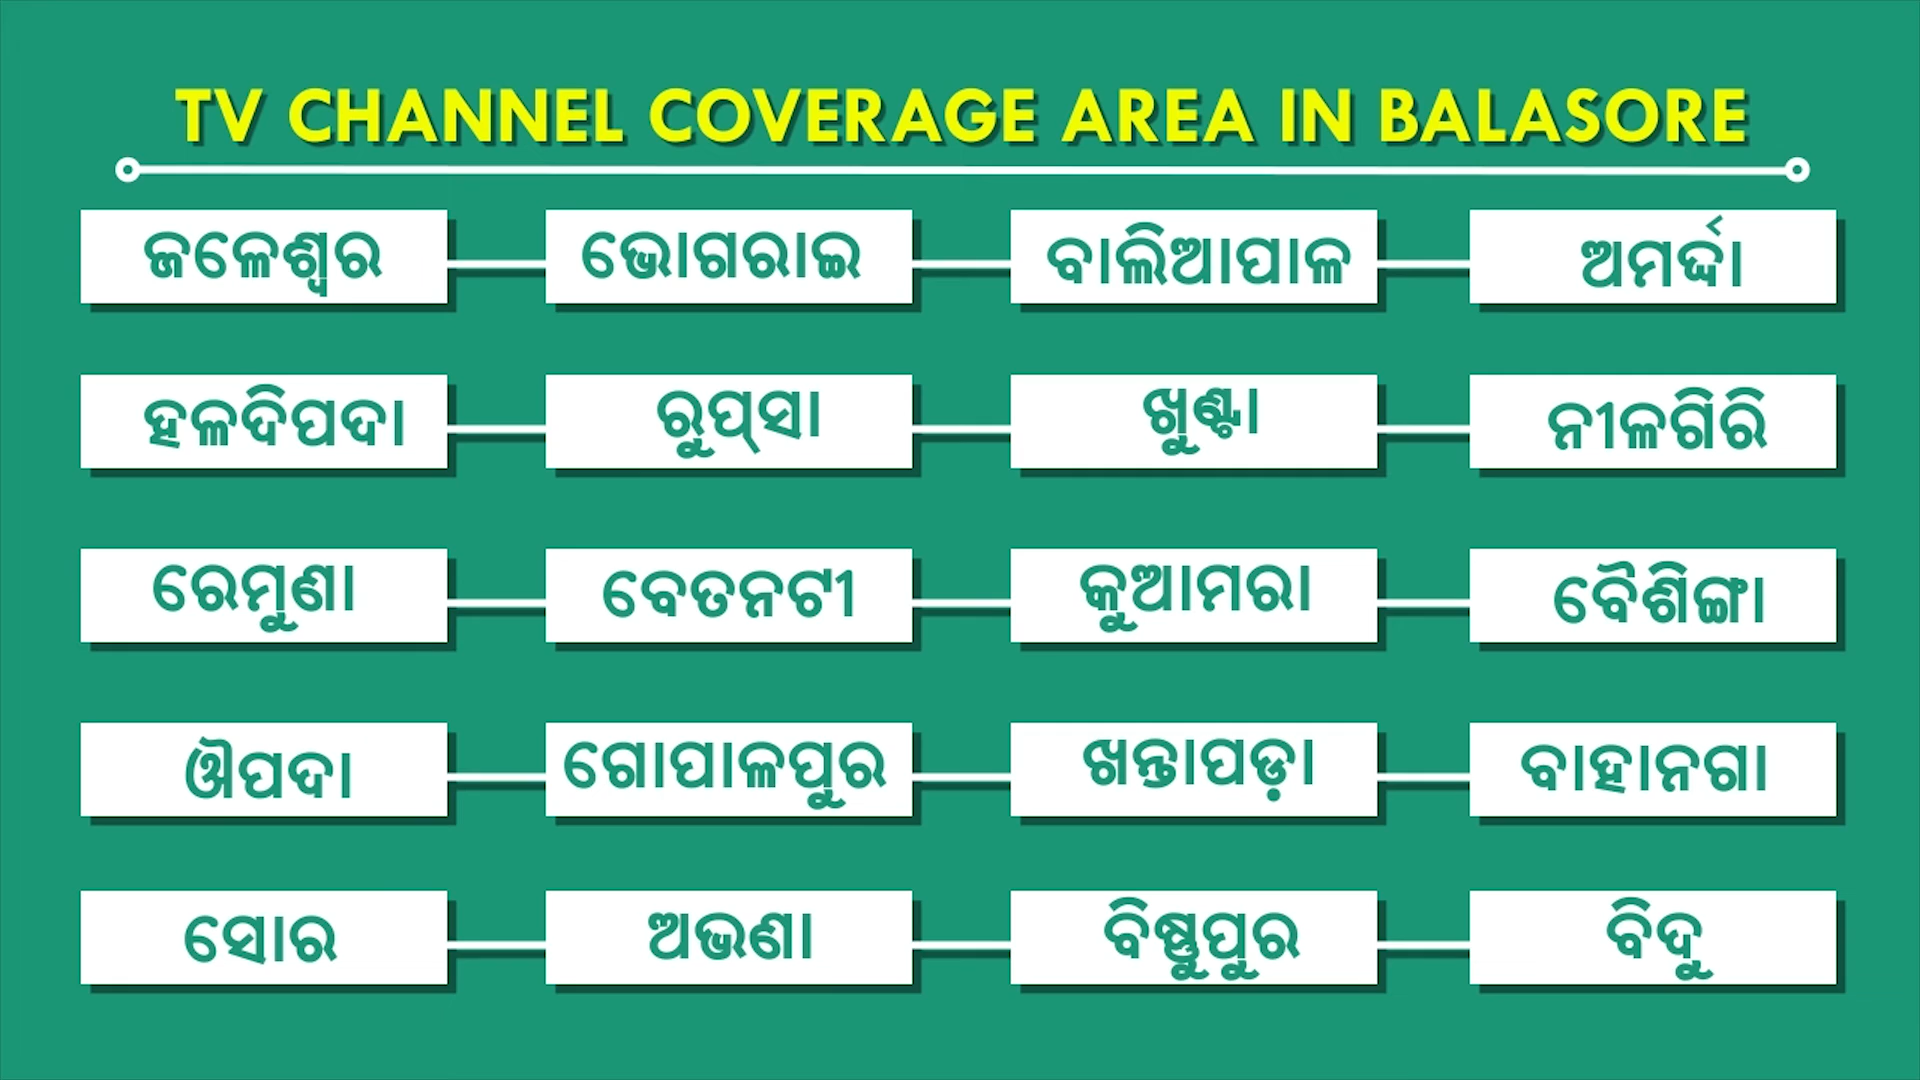 TV CHANNEL COVERAGE AREA IN BALASORE
ଜଳେଶ୍ୱର ଭୋଗରାଇ ବାଲିଆପାଳ ଅମର୍ଦ୍ଦା
ହଳଦିପଦା ରୁପ୍‌ସା ଖୁଣ୍ଟା ନୀଳଗିରି
ରେମୁଣା ବେତନଟୀ କୁଆମରା ବୈଶିଙ୍ଗା
ଔପଦା ଗୋପାଳପୁର ଖନ୍ତାପଡ଼ା ବାହାନଗା
ସୋର ଅଭଣା ବିଷ୍ଣୁପୁର ବିଦୁ